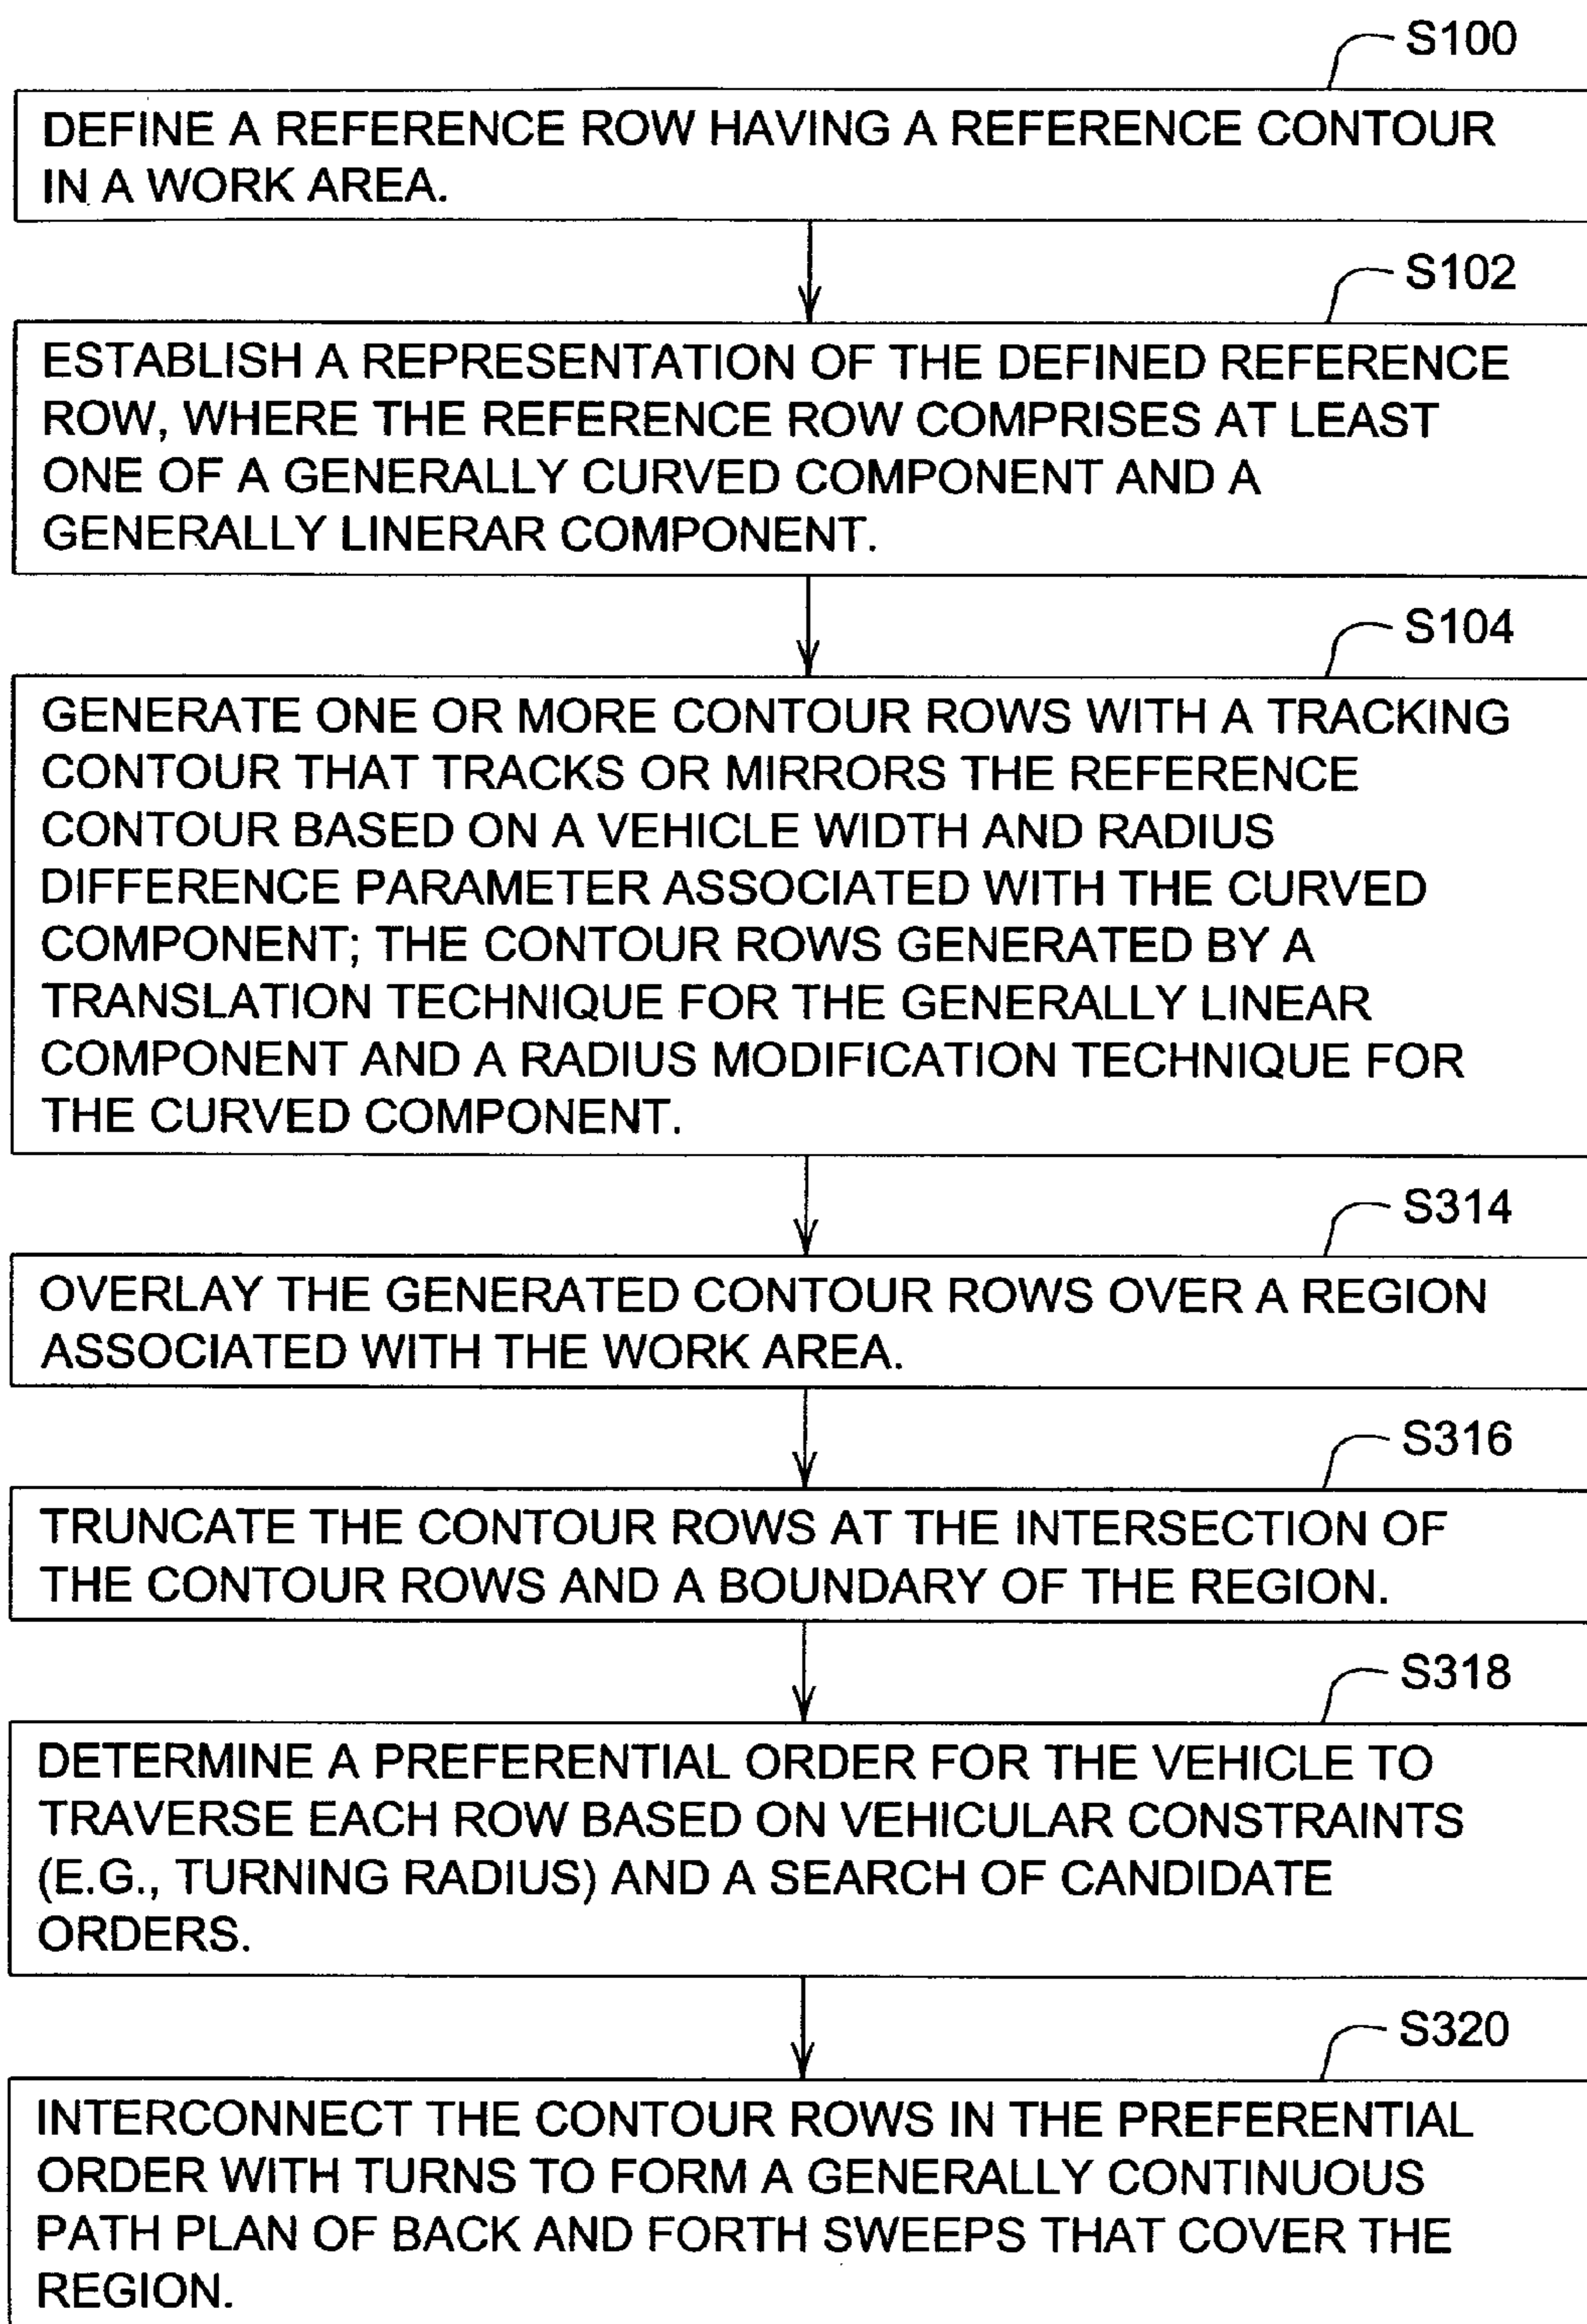 S100
DEFINE A REFERENCE ROW HAVING A REFERENCE CONTOUR
IN A WORK AREA.
S102
ESTABLISH A REPRESENTATION OF THE DEFINED REFERENCE
ROW, WHERE THE REFERENCE ROW COMPRISES AT LEAST
ONE OF A GENERALLY CURVED COMPONENT AND A
GENERALLY LINERAR COMPONENT.
S104
GENERATE ONE OR MORE CONTOUR ROWS WITH A TRACKING
CONTOUR THAT TRACKS OR MIRRORS THE REFERENCE
CONTOUR BASED ON A VEHICLE WIDTH AND RADIUS
DIFFERENCE PARAMETER ASSOCIATED WITH THE CURVED
COMPONENT; THE CONTOUR ROWS GENERATED BY A
TRANSLATION TECHNIQUE FOR THE GENERALLY LINEAR
COMPONENT AND A RADIUS MODIFICATION TECHNIQUE FOR
THE CURVED COMPONENT.
S314
OVERLAY THE GENERATED CONTOUR ROWS OVER A REGION
ASSOCIATED WITH THE WORK AREA.
S316
TRUNCATE THE CONTOUR ROWS AT THE INTERSECTION OF
THE CONTOUR ROWS AND A BOUNDARY OF THE REGION.
S318
DETERMINE A PREFERENTIAL ORDER FOR THE VEHICLE TO
TRAVERSE EACH ROW BASED ON VEHICULAR CONSTRAINTS
(E.G., TURNING RADIUS) AND A SEARCH OF CANDIDATE
ORDERS.
S320
INTERCONNECT THE CONTOUR ROWS IN THE PREFERENTIAL
ORDER WITH TURNS TO FORM A GENERALLY CONTINUOUS
PATH PLAN OF BACK AND FORTH SWEEPS THAT COVER THE
REGION.